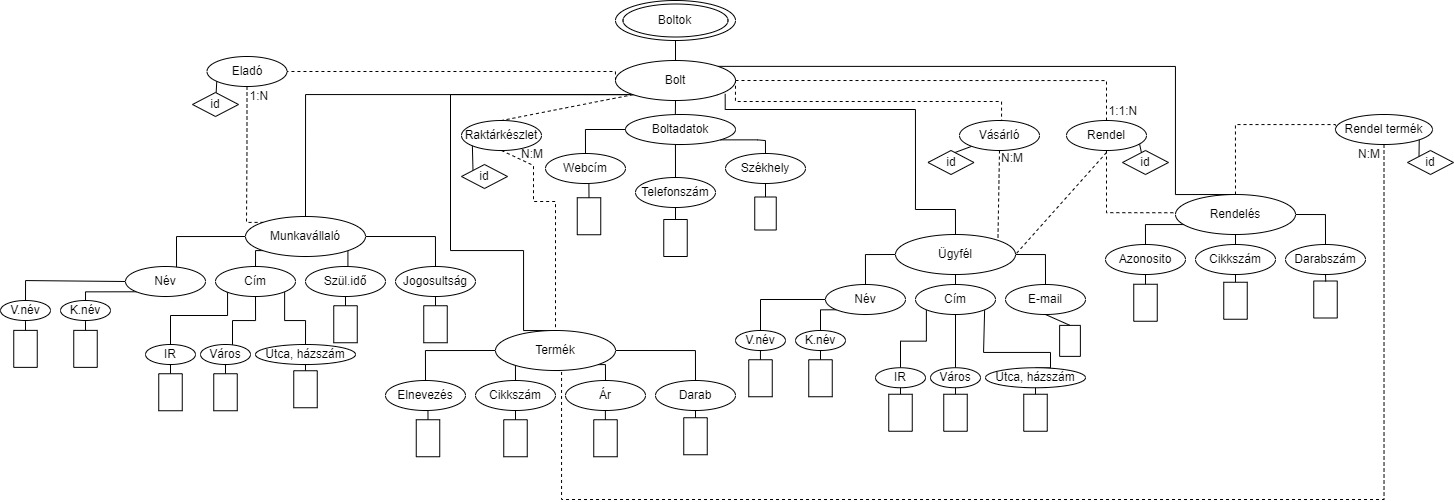 Boltok
Eladó
Bolt
id
1:N
1:1:N
Raktárkészlet
Boltadatok
Vásárló
Rendel
Rendel termék
N:M
N:M
N:M
Webcím
Székhely
id
id
id
id
Telefonszám
Munkavállaló
Rendelés
Ügyfél
Azonosito
Cikkszám
Darabszám
Név
Cím
Szül.idő
Jogosultság
Név
Cím
E-mail
V.név
K.név
V.név
K.név
IR
Város
Utca, házszám
Termék
IR
Város
Utca, házszám
Elnevezés
Cikkszám
Ár
Darab